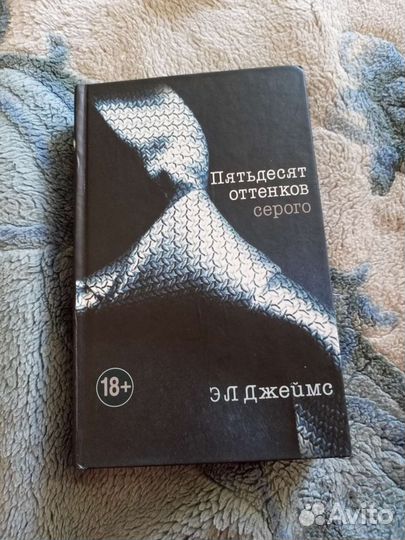 Пятьдесят
оттенков
серого
18+
Э Л Джеймс
Avito